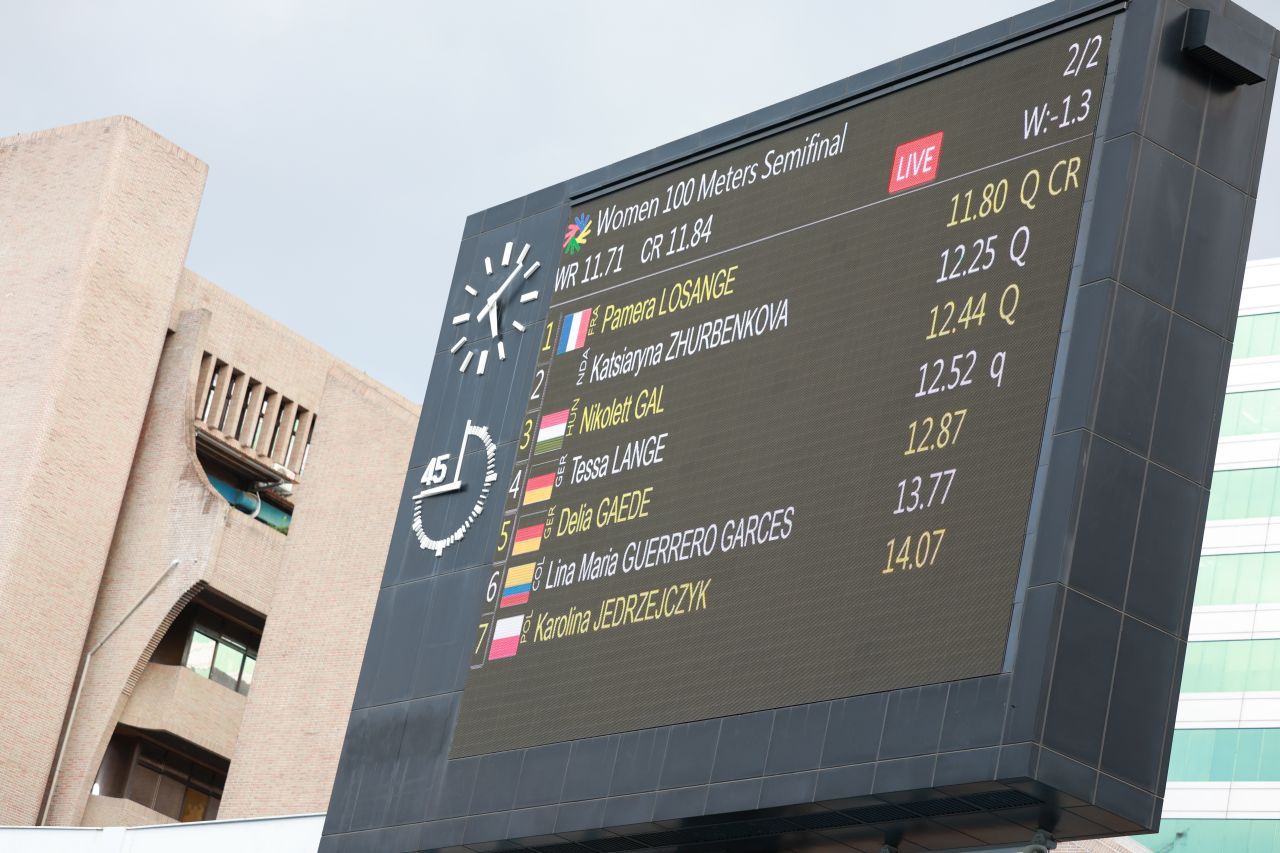 2/2
Women 100 Meters Semifinal LIVE W:-1.3
WR 11.71 CR 11.84
1 FRA Pamera LOSANGE 11.80 Q CR
2 NDA Katsiaryna ZHURBENKOVA 12.25 Q
3 HUN Nikolett GAL 12.44 Q
4 GER Tessa LANGE 12.52 q
5 GER Delia GAEDE 12.87
6 COL Lina Maria GUERRERO GARCES 13.77
7 POL Karolina JEDRZEJCZYK 14.07
45